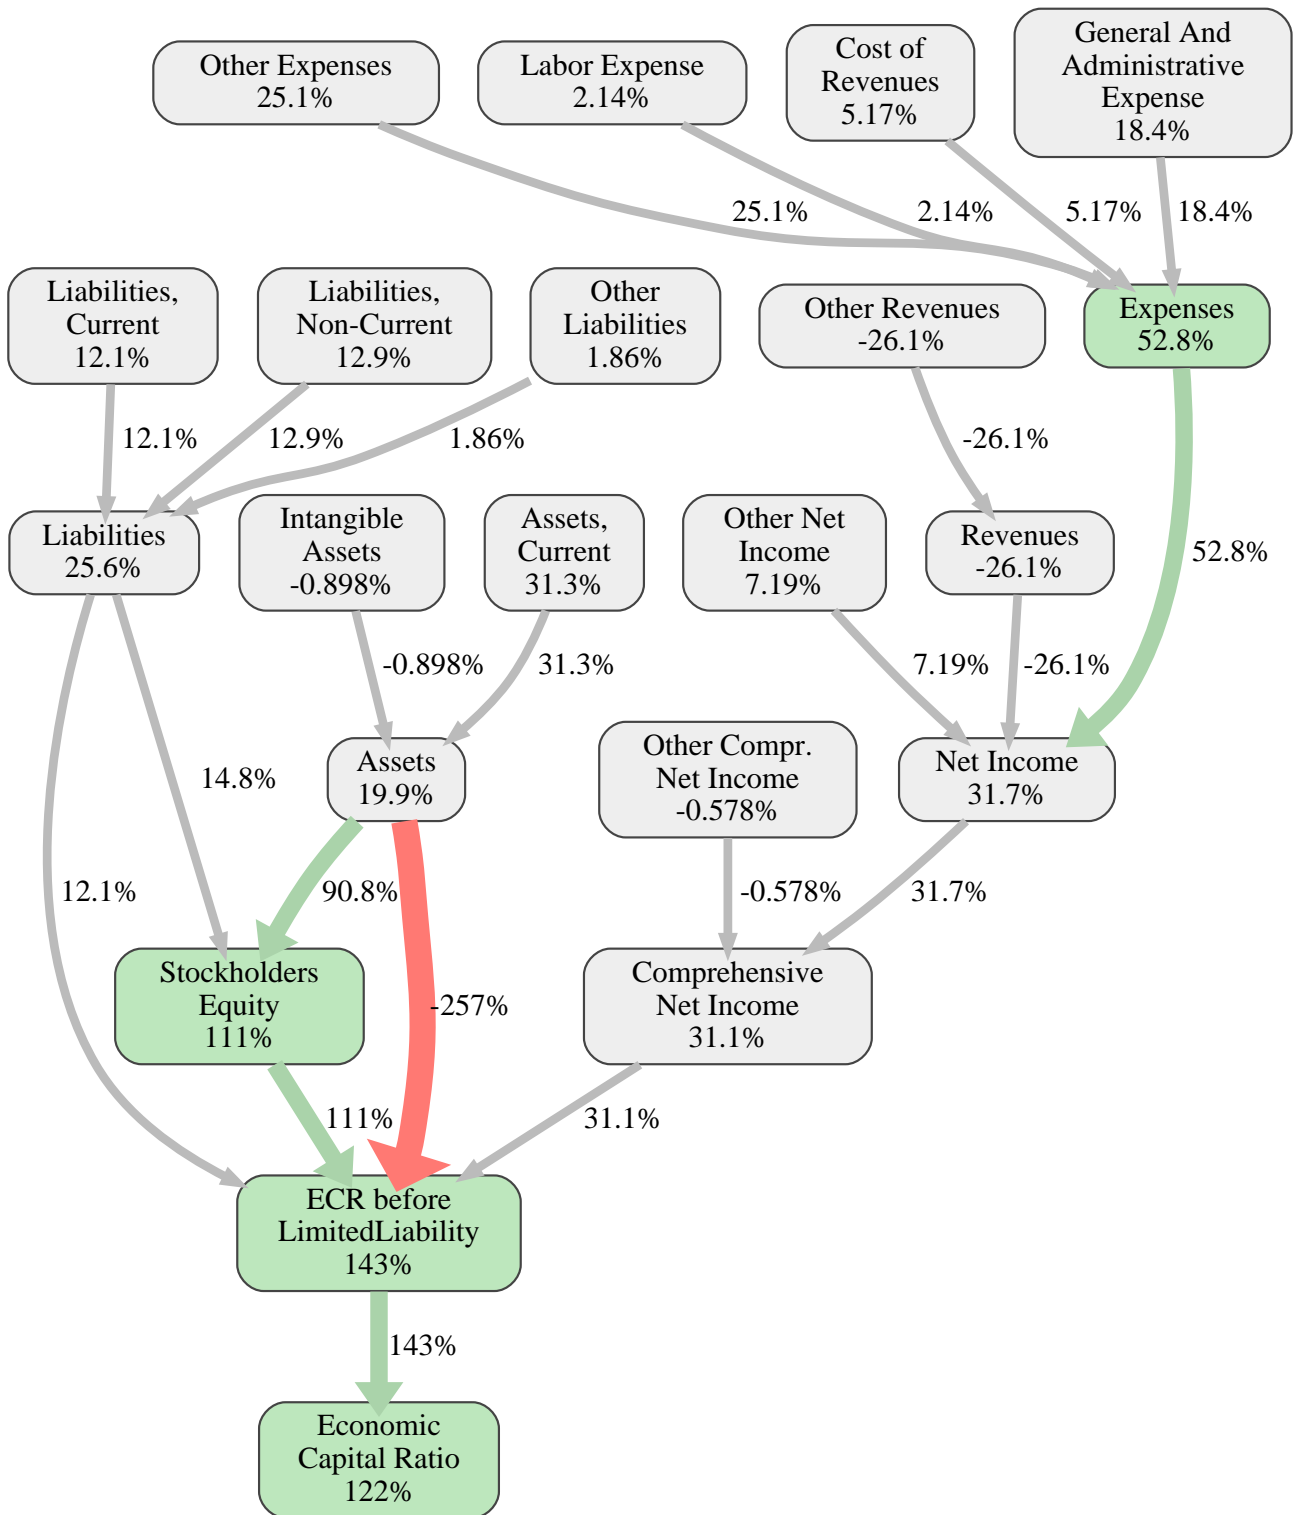 Other Expenses
25.1%
Labor Expense
2.14%
Cost of
Revenues
5.17%
General And
Administrative
Expense
18.4%
25.1%
2.14%
5.17%
18.4%
Liabilities,
Current
12.1%
Liabilities,
Non-Current
12.9%
Other
Liabilities
1.86%
Other Revenues
-26.1%
Expenses
52.8%
12.1%
12.9%
1.86%
-26.1%
Liabilities
25.6%
Intangible
Assets
-0.898%
Assets,
Current
31.3%
Other Net
Income
7.19%
Revenues
-26.1%
52.8%
-0.898%
31.3%
7.19%
-26.1%
14.8%
Assets
19.9%
Other Compr.
Net Income
-0.578%
Net Income
31.7%
12.1%
90.8%
-0.578%
31.7%
Stockholders
Equity
111%
-257%
Comprehensive
Net Income
31.1%
111%
31.1%
ECR before
LimitedLiability
143%
143%
Economic
Capital Ratio
122%